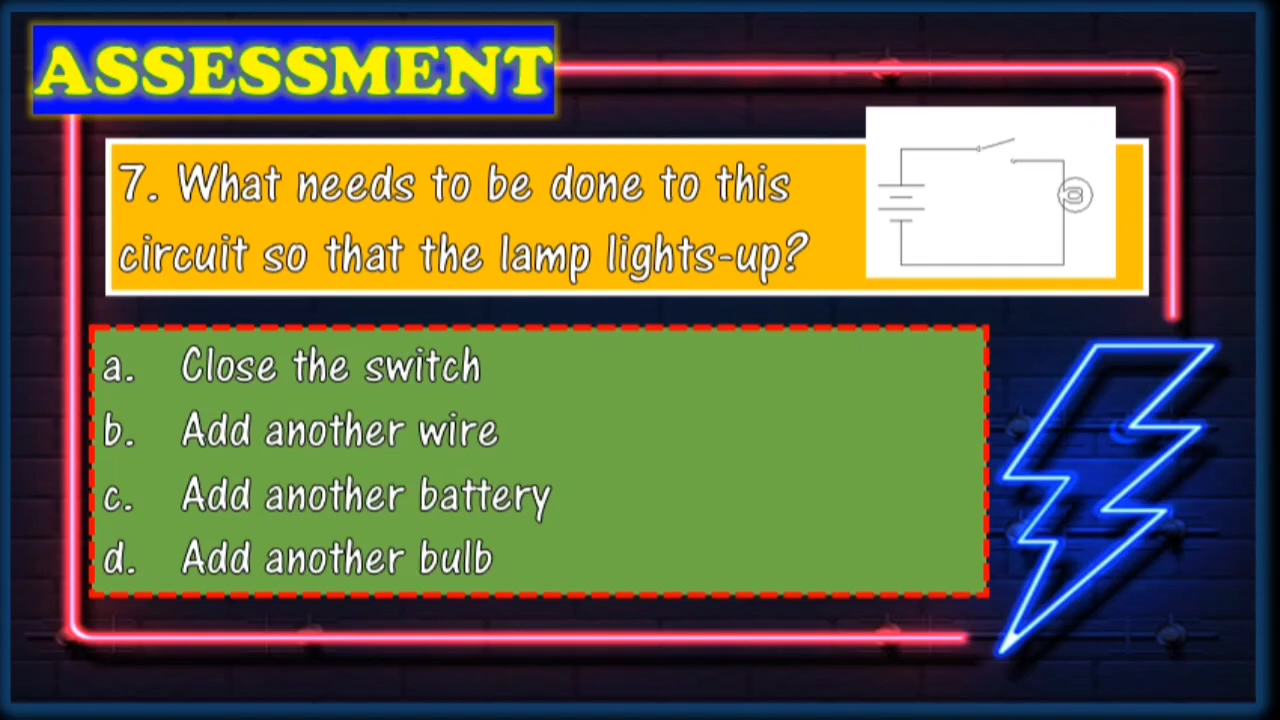 ASSESSMENT
7. What needs to be done to this
circuit so that the lamp lights-up?
a. Close the switch
b. Add another wire
c. Add another battery
d. Add another bulb